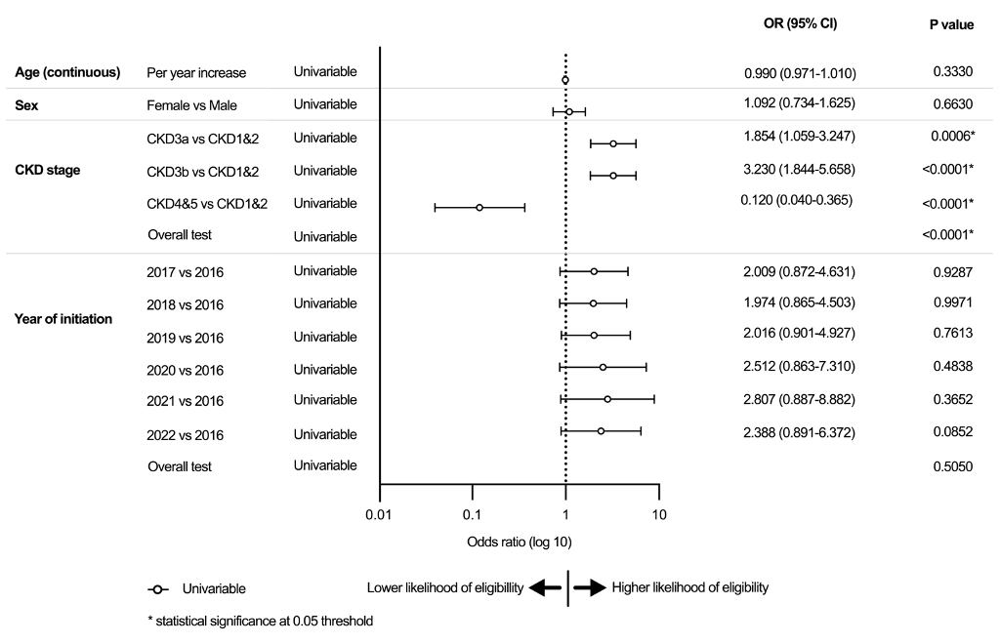 OR (95% CI) P value
Age (continuous) Per year increase Univariable 0.990 (0.971-1.010) 0.3330
Sex Female vs Male Univariable 1.092 (0.734-1.625) 0.6630
CKD3a vs CKD1&2 Univariable 1.854 (1.059-3.247) 0.0006*
CKD stage CKD3b vs CKD1&2 Univariable 3.230 (1.844-5.658) <0.0001*
CKD4&5 vs CKD1&2 Univariable 0.120 (0.040-0.365) <0.0001*
Overall test Univariable <0.0001*
2017 vs 2016 Univariable 2.009 (0.872-4.631) 0.9287
2018 vs 2016 Univariable 1.974 (0.865-4.503) 0.9971
Year of initiation
2019 vs 2016 Univariable 2.016 (0.901-4.927) 0.7613
2020 vs 2016 Univariable 2.512 (0.863-7.310) 0.4838
2021 vs 2016 Univariable 2.807 (0.887-8.882) 0.3652
2022 vs 2016 Univariable 2.388 (0.891-6.372) 0.0852
Overall test Univariable 0.5050
0.01 0.1 1 10
Odds ratio (log 10)
Univariable Lower likelihood of eligibillity Higher likelihood of eligibility
* statistical significance at 0.05 threshold